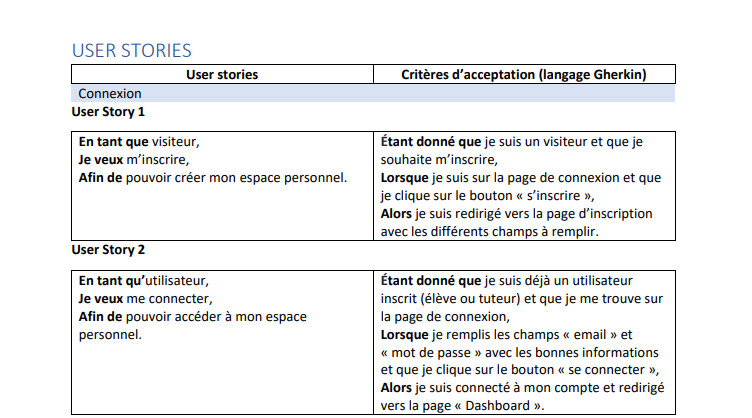 USER STORIES
User stories
Critères d’acceptation (langage Gherkin)
Connexion
User Story 1
En tant que visiteur,
Je veux m’inscrire,
Afin de pouvoir créer mon espace personnel.
Étant donné que je suis un visiteur et que je
souhaite m’inscrire,
Lorsque je suis sur la page de connexion et que
je clique sur le bouton « s’inscrire »,
Alors je suis redirigé vers la page d’inscription
avec les différents champs à remplir.
User Story 2
En tant qu’utilisateur,
Je veux me connecter,
Afin de pouvoir accéder à mon espace
personnel.
Étant donné que je suis déjà un utilisateur
inscrit (élève ou tuteur) et que je me trouve sur
la page de connexion,
Lorsque je remplis les champs « email » et
« mot de passe » avec les bonnes informations
et que je clique sur le bouton « se connecter »,
Alors je suis connecté à mon compte et redirigé
vers la page « Dashboard ».